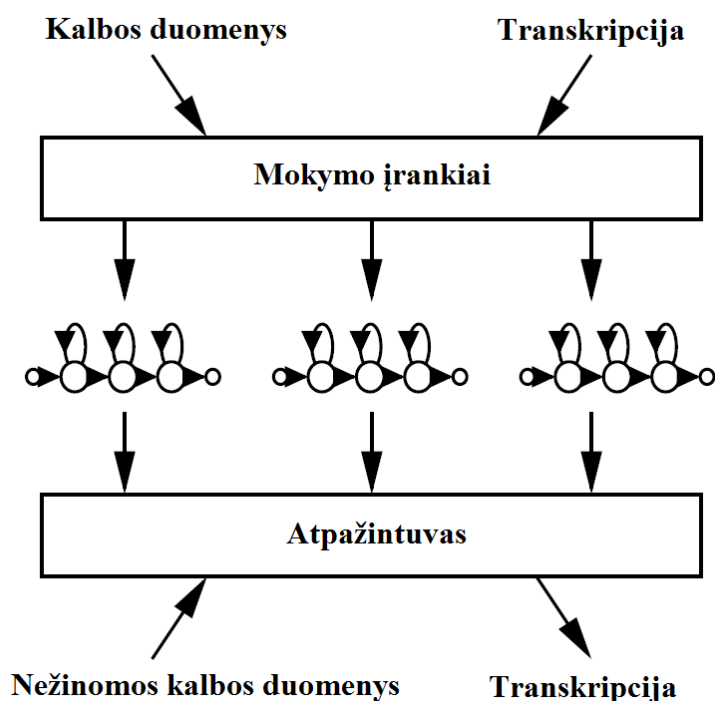 Kalbos duomenys
Transkripcija
Mokymo įrankiai
Atpažintuvas
Nežinomos kalbos duomenys
Transkripcija